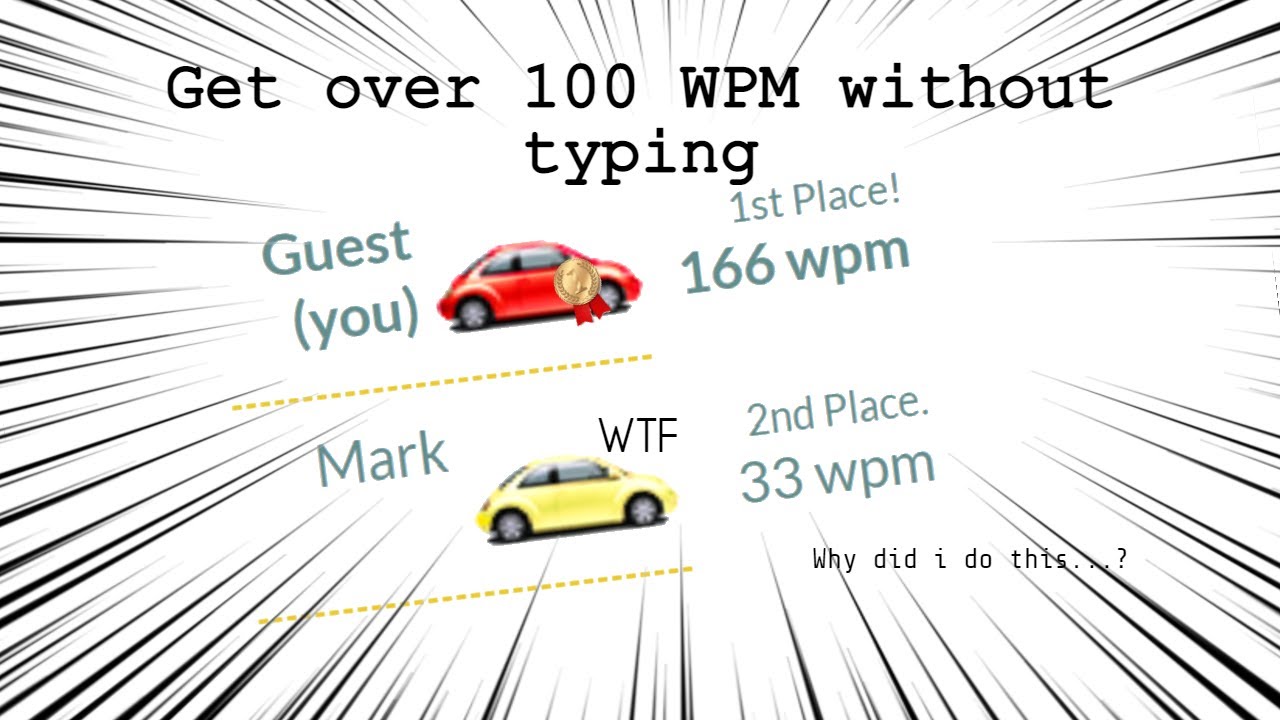 Get over 100 WPM without
typing
1st Place!
Guest
(you)
166 wpm
2nd Place.
WTF
Mark
33 wpm
Why did i do this...?